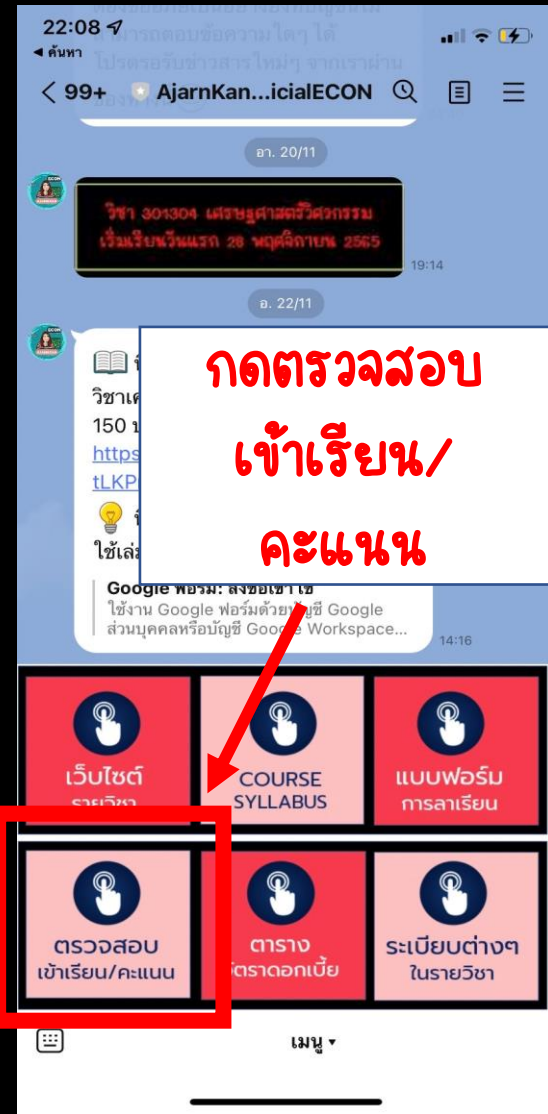 22:08
◀ ค้นหา
99+ AjarnKan...icialECON
อา. 20/11
วิชา 301304 เศรษฐศาสตร์วิศวกรรม
เริ่มเรียนวันแรก 28 พฤศจิกายน 2565
19:14
อ. 22/11
150
https
tLKP
กดตรวจสอบ
เข้าเรียน/
คะแนน
Google ฟอร์ม: ลงชื่อเข้าใช้
ใช้งาน Google ฟอร์มด้วยบัญชี Google
ส่วนบุคคลหรือบัญชี Google Workspace...
14:16
เว็บไซต์
รายวิชา
COURSE
SYLLABUS
แบบฟอร์ม
การลาเรียน
ตรวจสอบ
เข้าเรียน/คะแนน
ตาราง
อัตราดอกเบี้ย
ระเบียบต่างๆ
ในรายวิชา
เมนู ▾